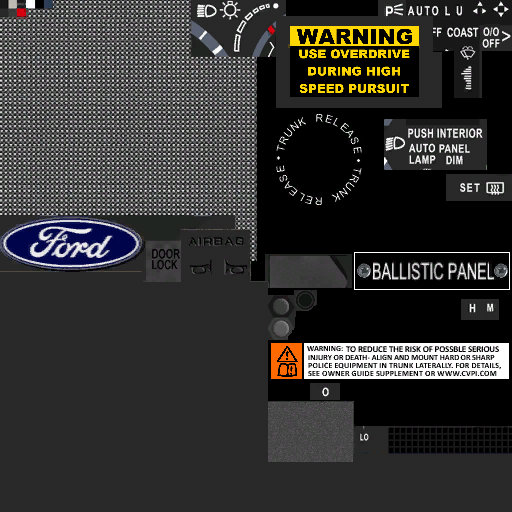 P AUTO L U
FF COAST O/O
OFF
WARNING
USE OVERDRIVE
DURING HIGH
SPEED PURSUIT
TRUNK RELEASE • TRUNK RELEASE •
PUSH INTERIOR
AUTO PANEL
LAMP DIM
SET
Ford
DOOR
LOCK
AIRBAG
BALLISTIC PANEL
H M
WARNING: TO REDUCE THE RISK OF POSSBLE SERIOUS
INJURY OR DEATH- ALIGN AND MOUNT HARD OR SHARP
POLICE EQUIPMENT IN TRUNK LATERALLY. FOR DETAILS,
SEE OWNER GUIDE SUPPLEMENT OR WWW.CVPI.COM
O
LO